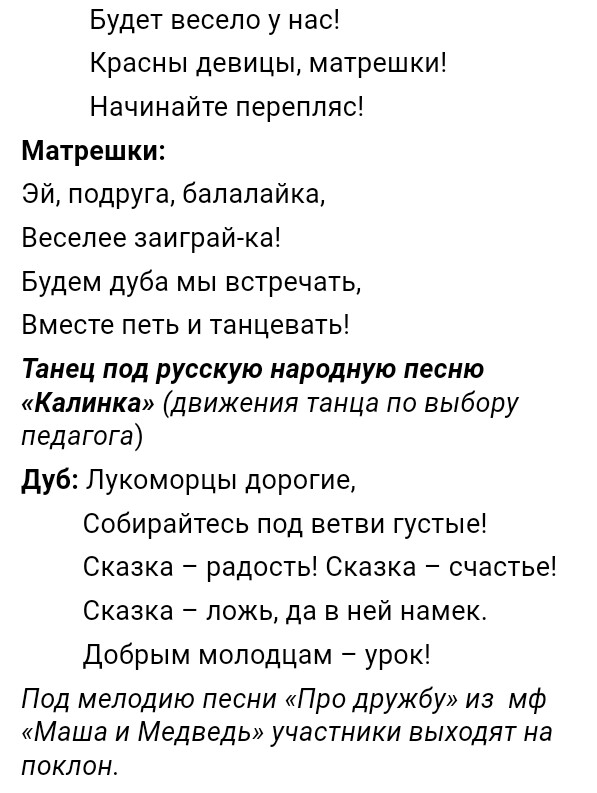 Будет весело у нас!
Красны девицы, матрешки!
Начинайте перепляс!
Матрешки:
Эй, подруга, балалайка,
Веселее заиграй-ка!
Будем дуба мы встречать,
Вместе петь и танцевать!
Танец под русскую народную песню
«Калинка» (движения танца по выбору
педагога)
Дуб: Лукоморцы дорогие,
Собирайтесь под ветви густые!
Сказка – радость! Сказка – счастье!
Сказка – ложь, да в ней намек.
Добрым молодцам – урок!
Под мелодию песни «Про дружбу» из  мф
«Маша и Медведь» участники выходят на
поклон.